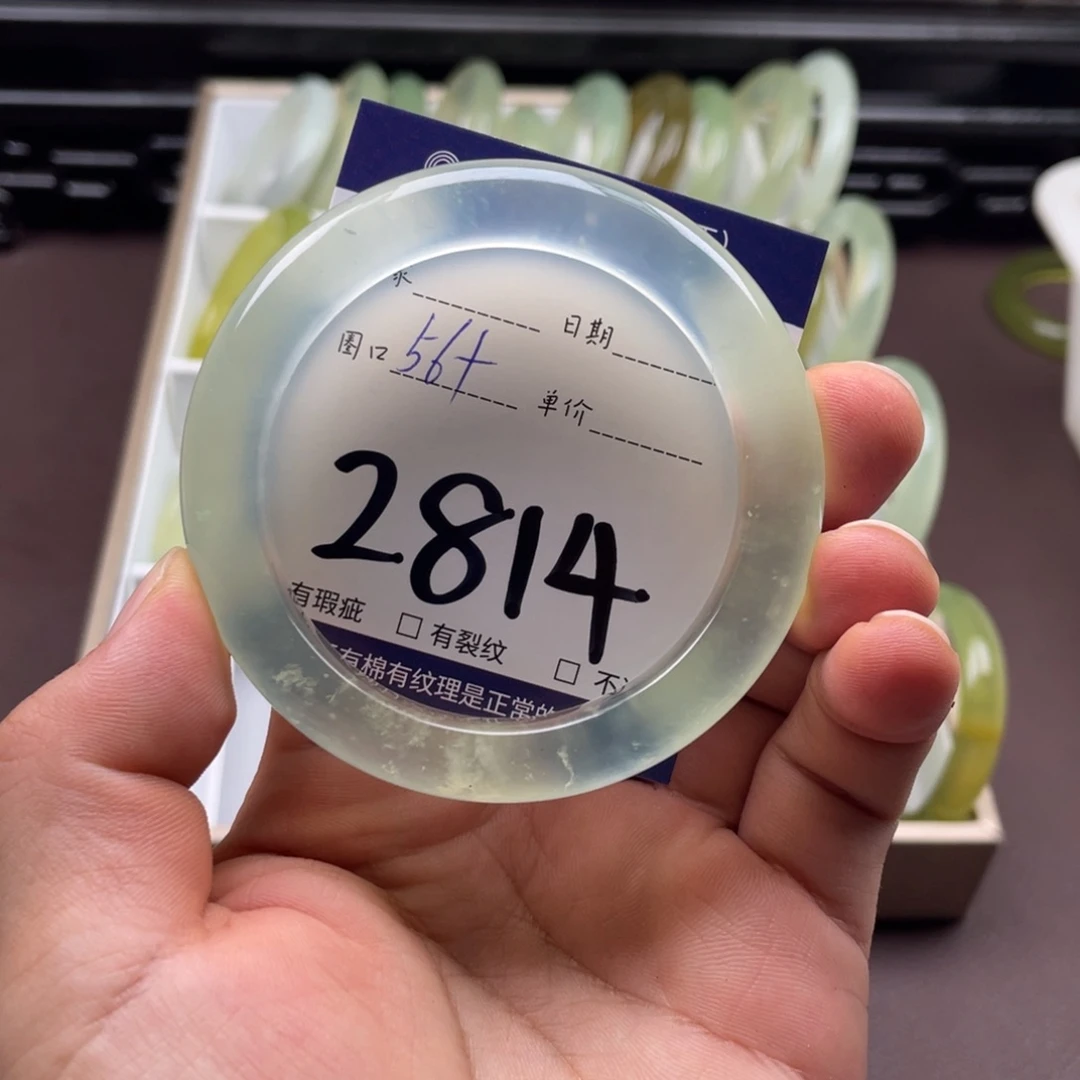 日期
圈口 56+
单价
2814
有瑕疵 □ 有裂纹 □ 不
有棉有纹理是正常的